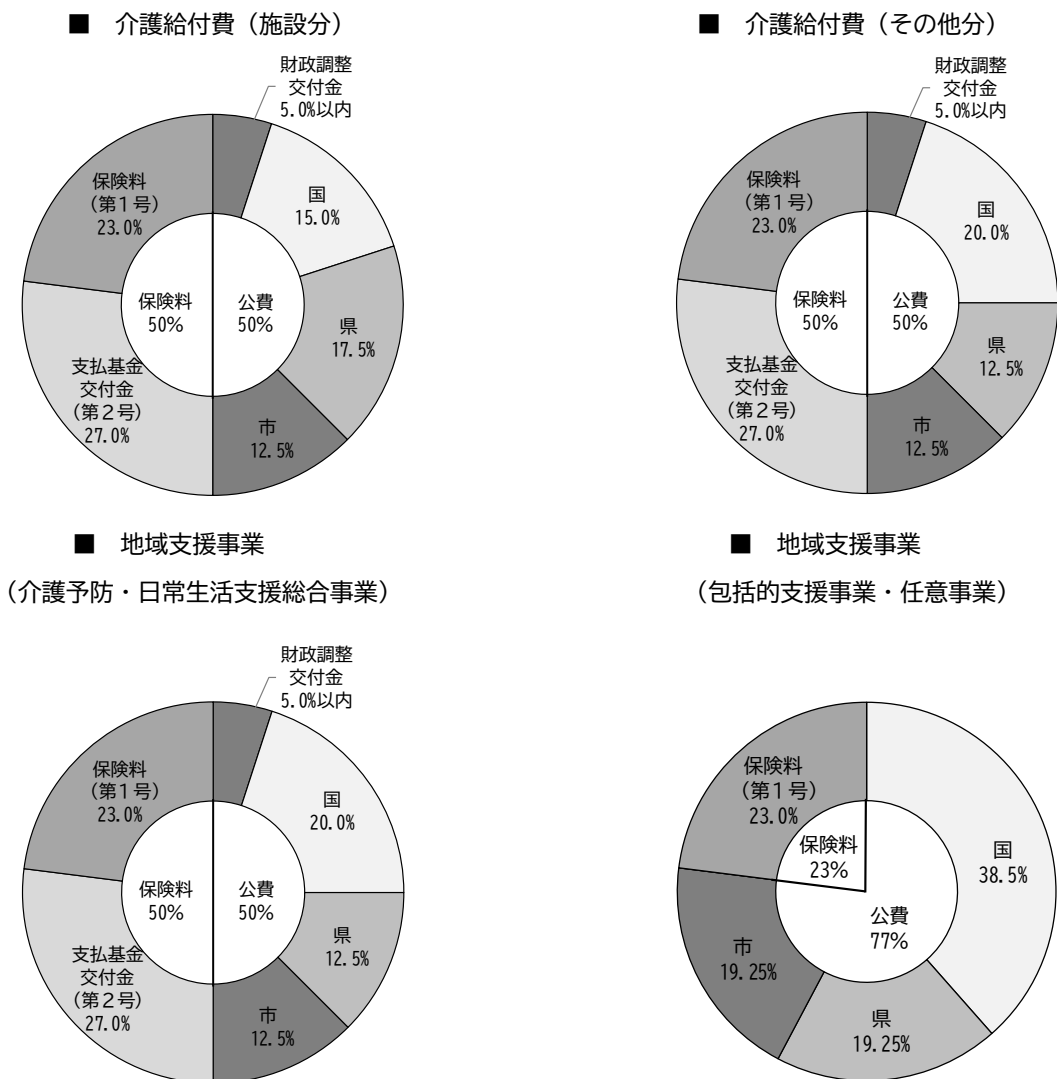 ■　介護給付費（施設分）
財政調整
交付金
5.0%以内
国
15.0%
県
17.5%
市
12.5%
支払基金
交付金
（第２号）
27.0%
保険料
（第１号）
23.0%
保険料
50%
公費
50%
■　介護給付費（その他分）
財政調整
交付金
5.0%以内
国
20.0%
県
12.5%
市
12.5%
支払基金
交付金
（第２号）
27.0%
保険料
（第１号）
23.0%
保険料
50%
公費
50%
■　地域支援事業
（介護予防・日常生活支援総合事業）
財政調整
交付金
5.0%以内
国
20.0%
県
12.5%
市
12.5%
支払基金
交付金
（第２号）
27.0%
保険料
（第１号）
23.0%
保険料
50%
公費
50%
■　地域支援事業
（包括的支援事業・任意事業）
国
38.5%
県
19.25%
市
19.25%
保険料
（第１号）
23.0%
保険料
23%
公費
77%